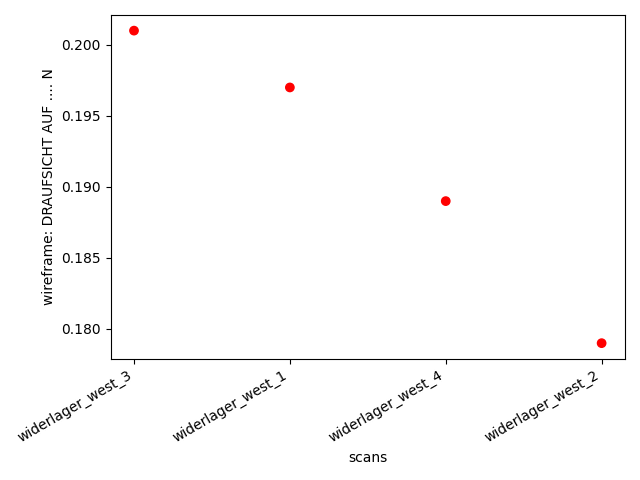 0.200
0.195
0.190
0.185
0.180
wireframe: DRAUFSICHT AUF .... N
widerlager_west_3
widerlager_west_1
widerlager_west_4
widerlager_west_2
scans